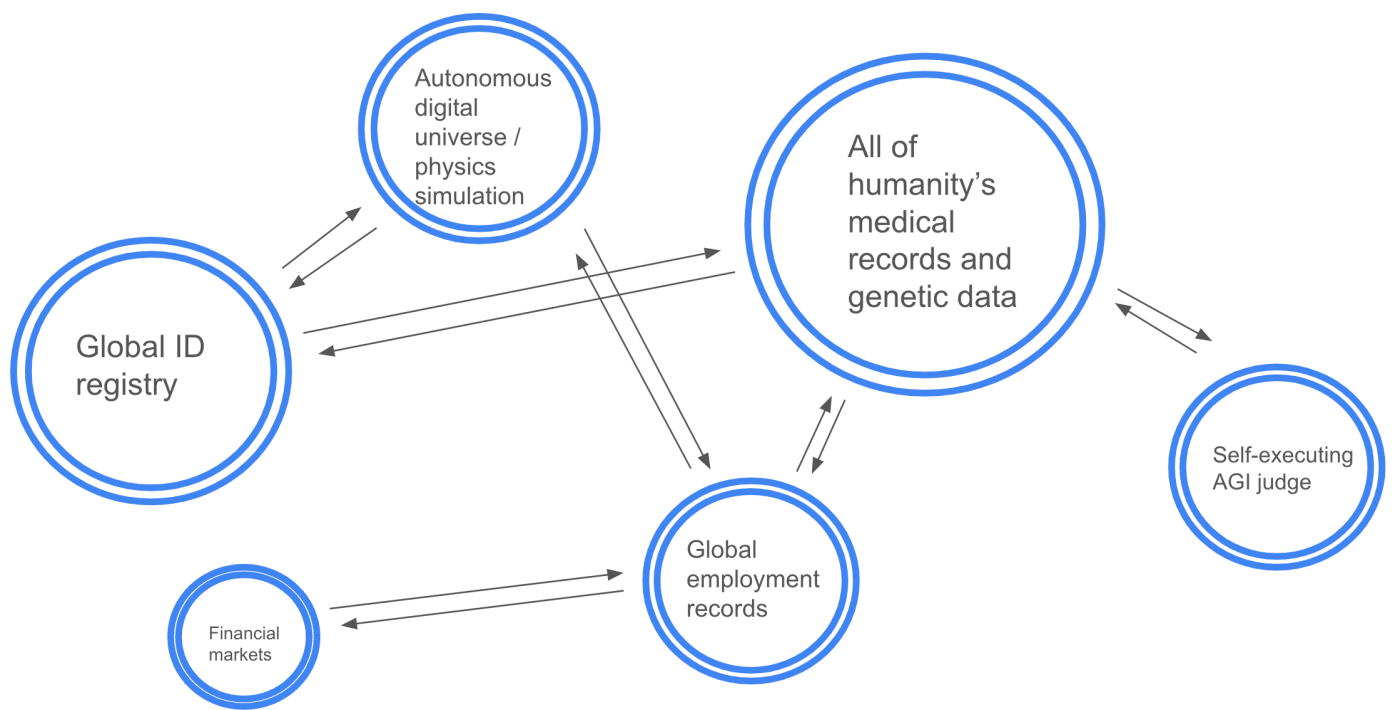 Autonomous
digital
universe /
physics
simulation
All of
humanity’s
medical
records and
genetic data
Global ID
registry
Self-executing
AGI judge
Global
employment
records
Financial
markets